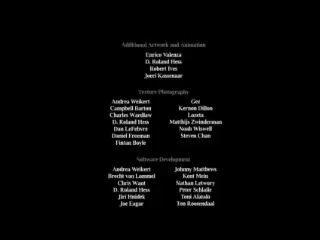 Additional Artwork and Animation
Enrico Valenza
D. Roland Hess
Robert Ives
Joeri Kassenaar
Texture Photography
Andrea Weikert
Campbell Barton
Charles Wardlaw
D. Roland Hess
Dan LaFebvre
Daniel Freeman
Fintan Boyle
Gez
Kernon Dillon
Lozeta
Matthijs Zwinderman
Noah Wiswell
Steven Chan
Software Development
Andrea Weikert
Brecht van Lommel
Chris Want
D. Roland Hess
Jiri Hnidek
Joe Eagar
Johnny Matthews
Kent Mein
Nathan Letwory
Peter Schlaile
Toni Alatalo
Ton Roosendaal